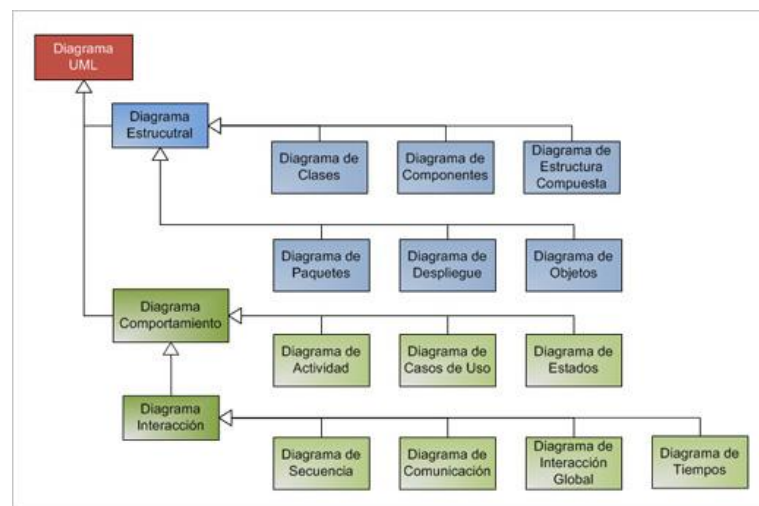 Diagrama
UML
Diagrama
Estrucutral
Diagrama de
Clases
Diagrama de
Componentes
Diagrama de
Estructura
Compuesta
Diagrama de
Paquetes
Diagrama de
Despliegue
Diagrama de
Objetos
Diagrama
Comportamiento
Diagrama de
Actividad
Diagrama de
Casos de Uso
Diagrama de
Estados
Diagrama
Interacción
Diagrama de
Secuencia
Diagrama de
Comunicación
Diagrama de
Interacción
Global
Diagrama de
Tiempos